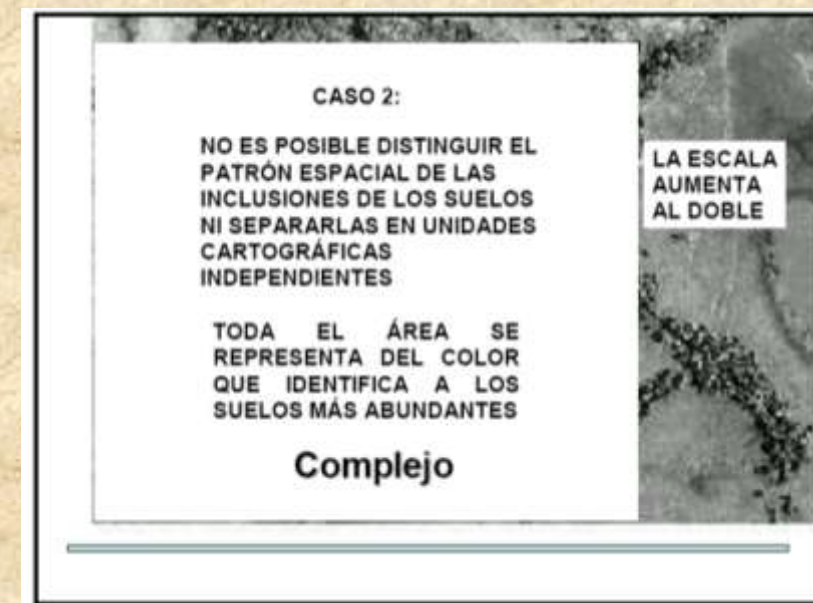 CASO 2:
NO ES POSIBLE DISTINGUIR EL
PATRÓN ESPACIAL DE LAS
INCLUSIONES DE LOS SUELOS
NI SEPARARLAS EN UNIDADES
CARTOGRÁFICAS
INDEPENDIENTES
TODA EL ÁREA SE
REPRESENTA DEL COLOR
QUE IDENTIFICA A LOS
SUELOS MÁS ABUNDANTES
Complejo
LA ESCALA
AUMENTA
AL DOBLE